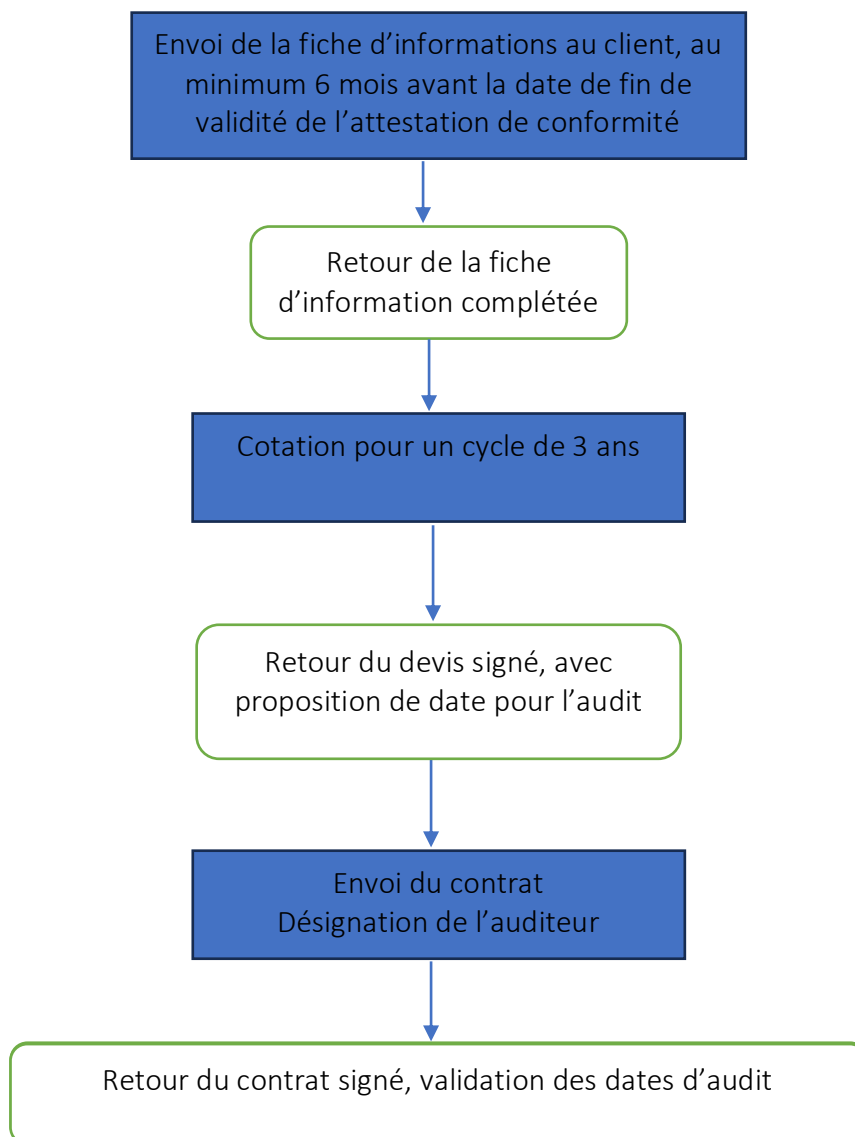 Envoi de la fiche d’informations au client, au
minimum 6 mois avant la date de fin de
validité de l’attestation de conformité
Retour de la fiche
d’information complétée
Cotation pour un cycle de 3 ans
Retour du devis signé, avec
proposition de date pour l’audit
Envoi du contrat
Désignation de l’auditeur
Retour du contrat signé, validation des dates d’audit